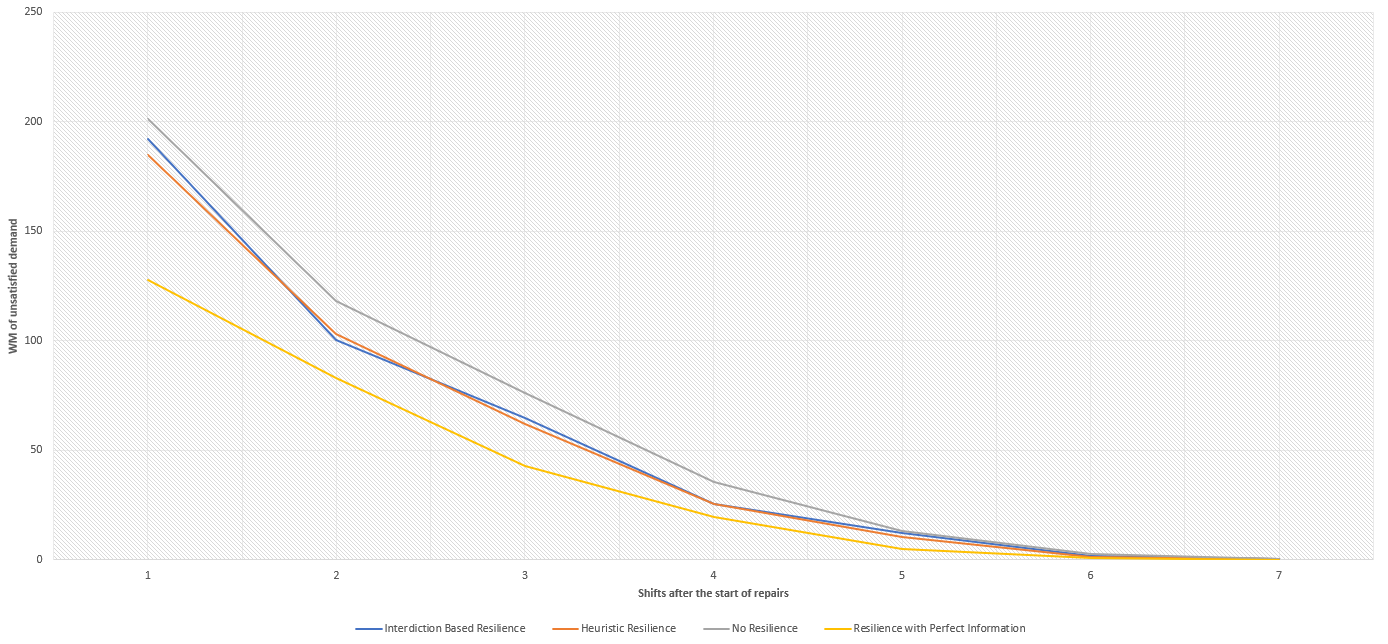 250
200
150
100
50
0
WM of unsatisfied demand
1 2 3 4 5 6 7
Shifts after the start of repairs
Interdiction Based Resilience Heuristic Resilience No Resilience Resilience with Perfect Information